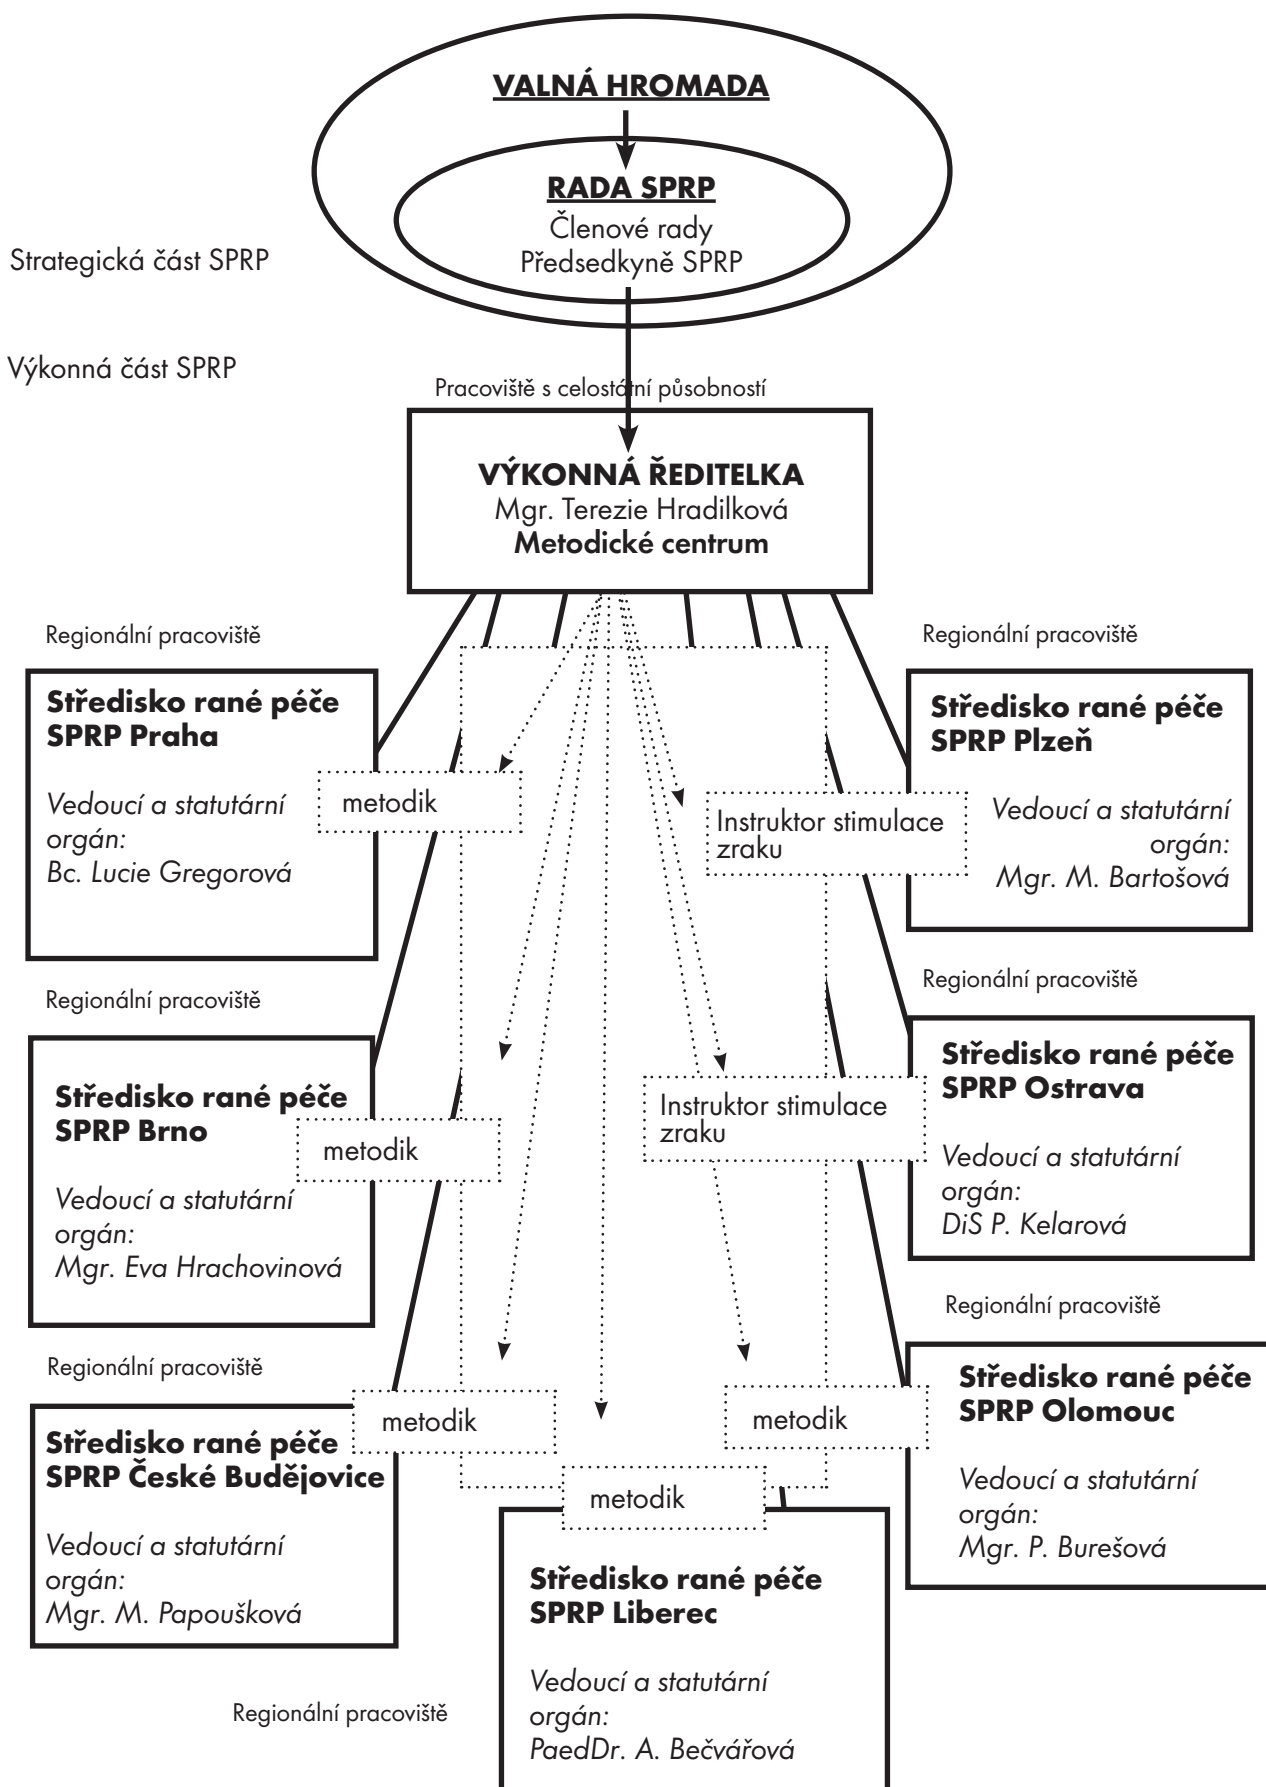 VALNÁ HROMADA
RADA SPRP
Členové rady
Předsedkyně SPRP
Strategická část SPRP
Výkonná část SPRP
Pracoviště s celostátní působností
VÝKONNÁ ŘEDITELKA
Mgr. Terezie Hradilková
Metodické centrum
Regionální pracoviště
Středisko rané péče
SPRP Praha
Vedoucí a statutární
orgán:
Bc. Lucie Gregorová
metodik
Regionální pracoviště
Středisko rané péče
SPRP Plzeň
Vedoucí a statutární
orgán:
Mgr. M. Bartošová
Instruktor stimulace
zraku
Regionální pracoviště
Středisko rané péče
SPRP Brno
Vedoucí a statutární
orgán:
Mgr. Eva Hrachovinová
metodik
Regionální pracoviště
Středisko rané péče
SPRP Ostrava
Vedoucí a statutární
orgán:
DiS P. Kelarová
Instruktor stimulace
zraku
Regionální pracoviště
Středisko rané péče
SPRP České Budějovice
Vedoucí a statutární
orgán:
Mgr. M. Papoušková
metodik
Regionální pracoviště
Středisko rané péče
SPRP Olomouc
Vedoucí a statutární
orgán:
Mgr. P. Burešová
metodik
metodik
Středisko rané péče
SPRP Liberec
Vedoucí a statutární
orgán:
PaedDr. A. Bečvářová
Regionální pracoviště